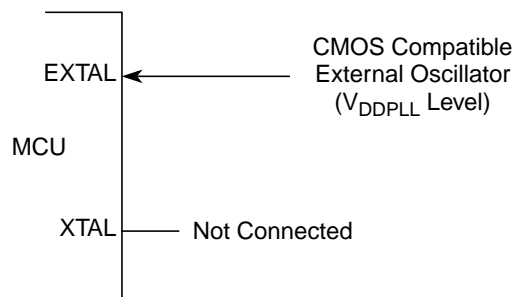 CMOS Compatible
External Oscillator
(VDDPLL Level)
EXTAL
MCU
XTAL
Not Connected